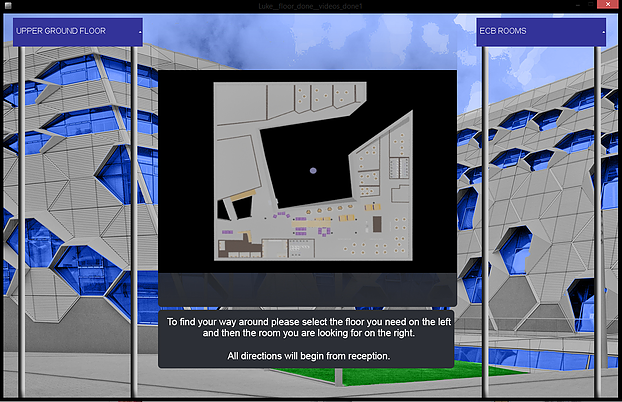 Luke_floor_done_videos_done1
UPPER GROUND FLOOR
ECB ROOMS
To find your way around please select the floor you need on the left
and then the room you are looking for on the right.
All directions will begin from reception.